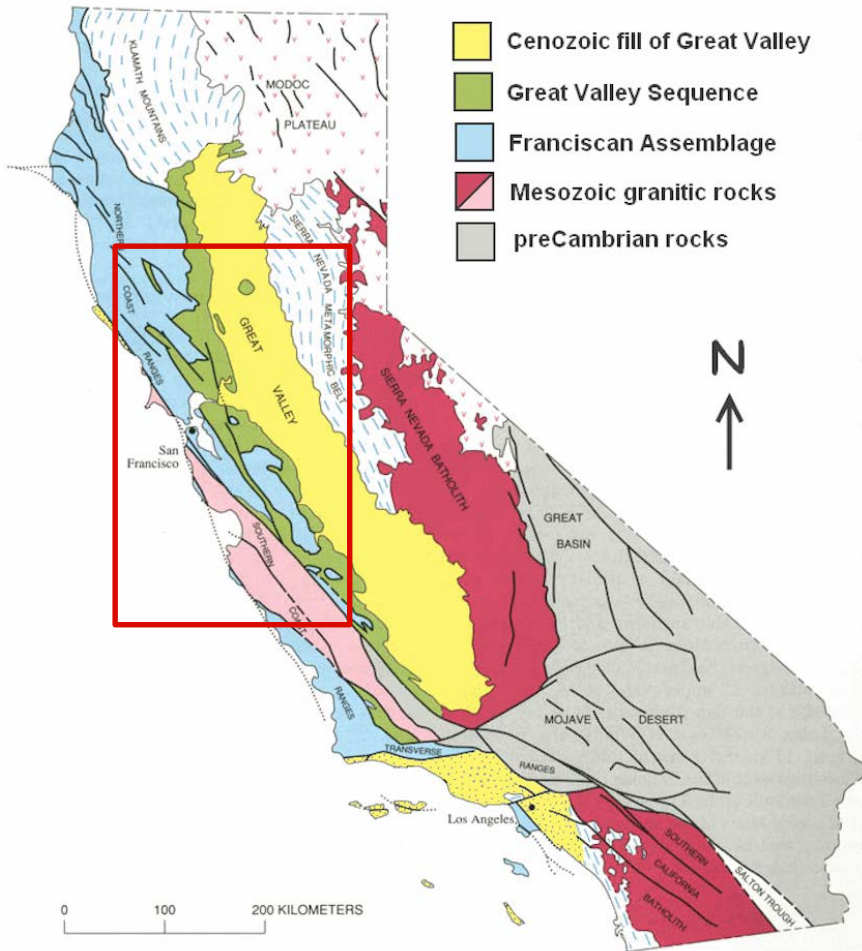 Cenozoic fill of Great Valley
Great Valley Sequence
Franciscan Assemblage
Mesozoic granitic rocks
preCambrian rocks
N
KLAMATH MOUNTAINS
MODOC
PLATEAU
NORTHERN
COAST
RANGES
GREAT
VALLEY
SIERRA NEVADA METAMORPHIC BELT
SIERRA NEVADA BATHOLITH
San
Francisco
SOUTHERN
COAST
RANGES
GREAT
BASIN
MOJAVE DESERT
TRANSVERSE
RANGES
Los Angeles
SOUTHERN
CALIFORNIA
BATHOLITH
SALTON TROUGH
0 100 200 KILOMETERS